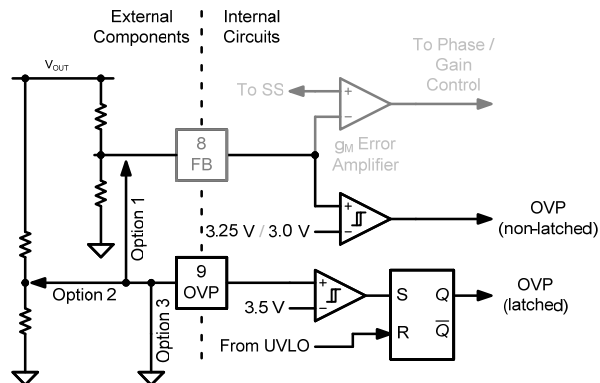 External
Components
Internal
Circuits
VOUT
To Phase /
Gain
Control
To SS
+
−
8
FB
gM Error
Amplifier
+
−
3.25 V / 3.0 V
OVP
(non-latched)
Option 1
9
OVP
Option 2
Option 3
+
−
3.5 V
S
Q
R
Q̅
OVP
(latched)
From UVLO